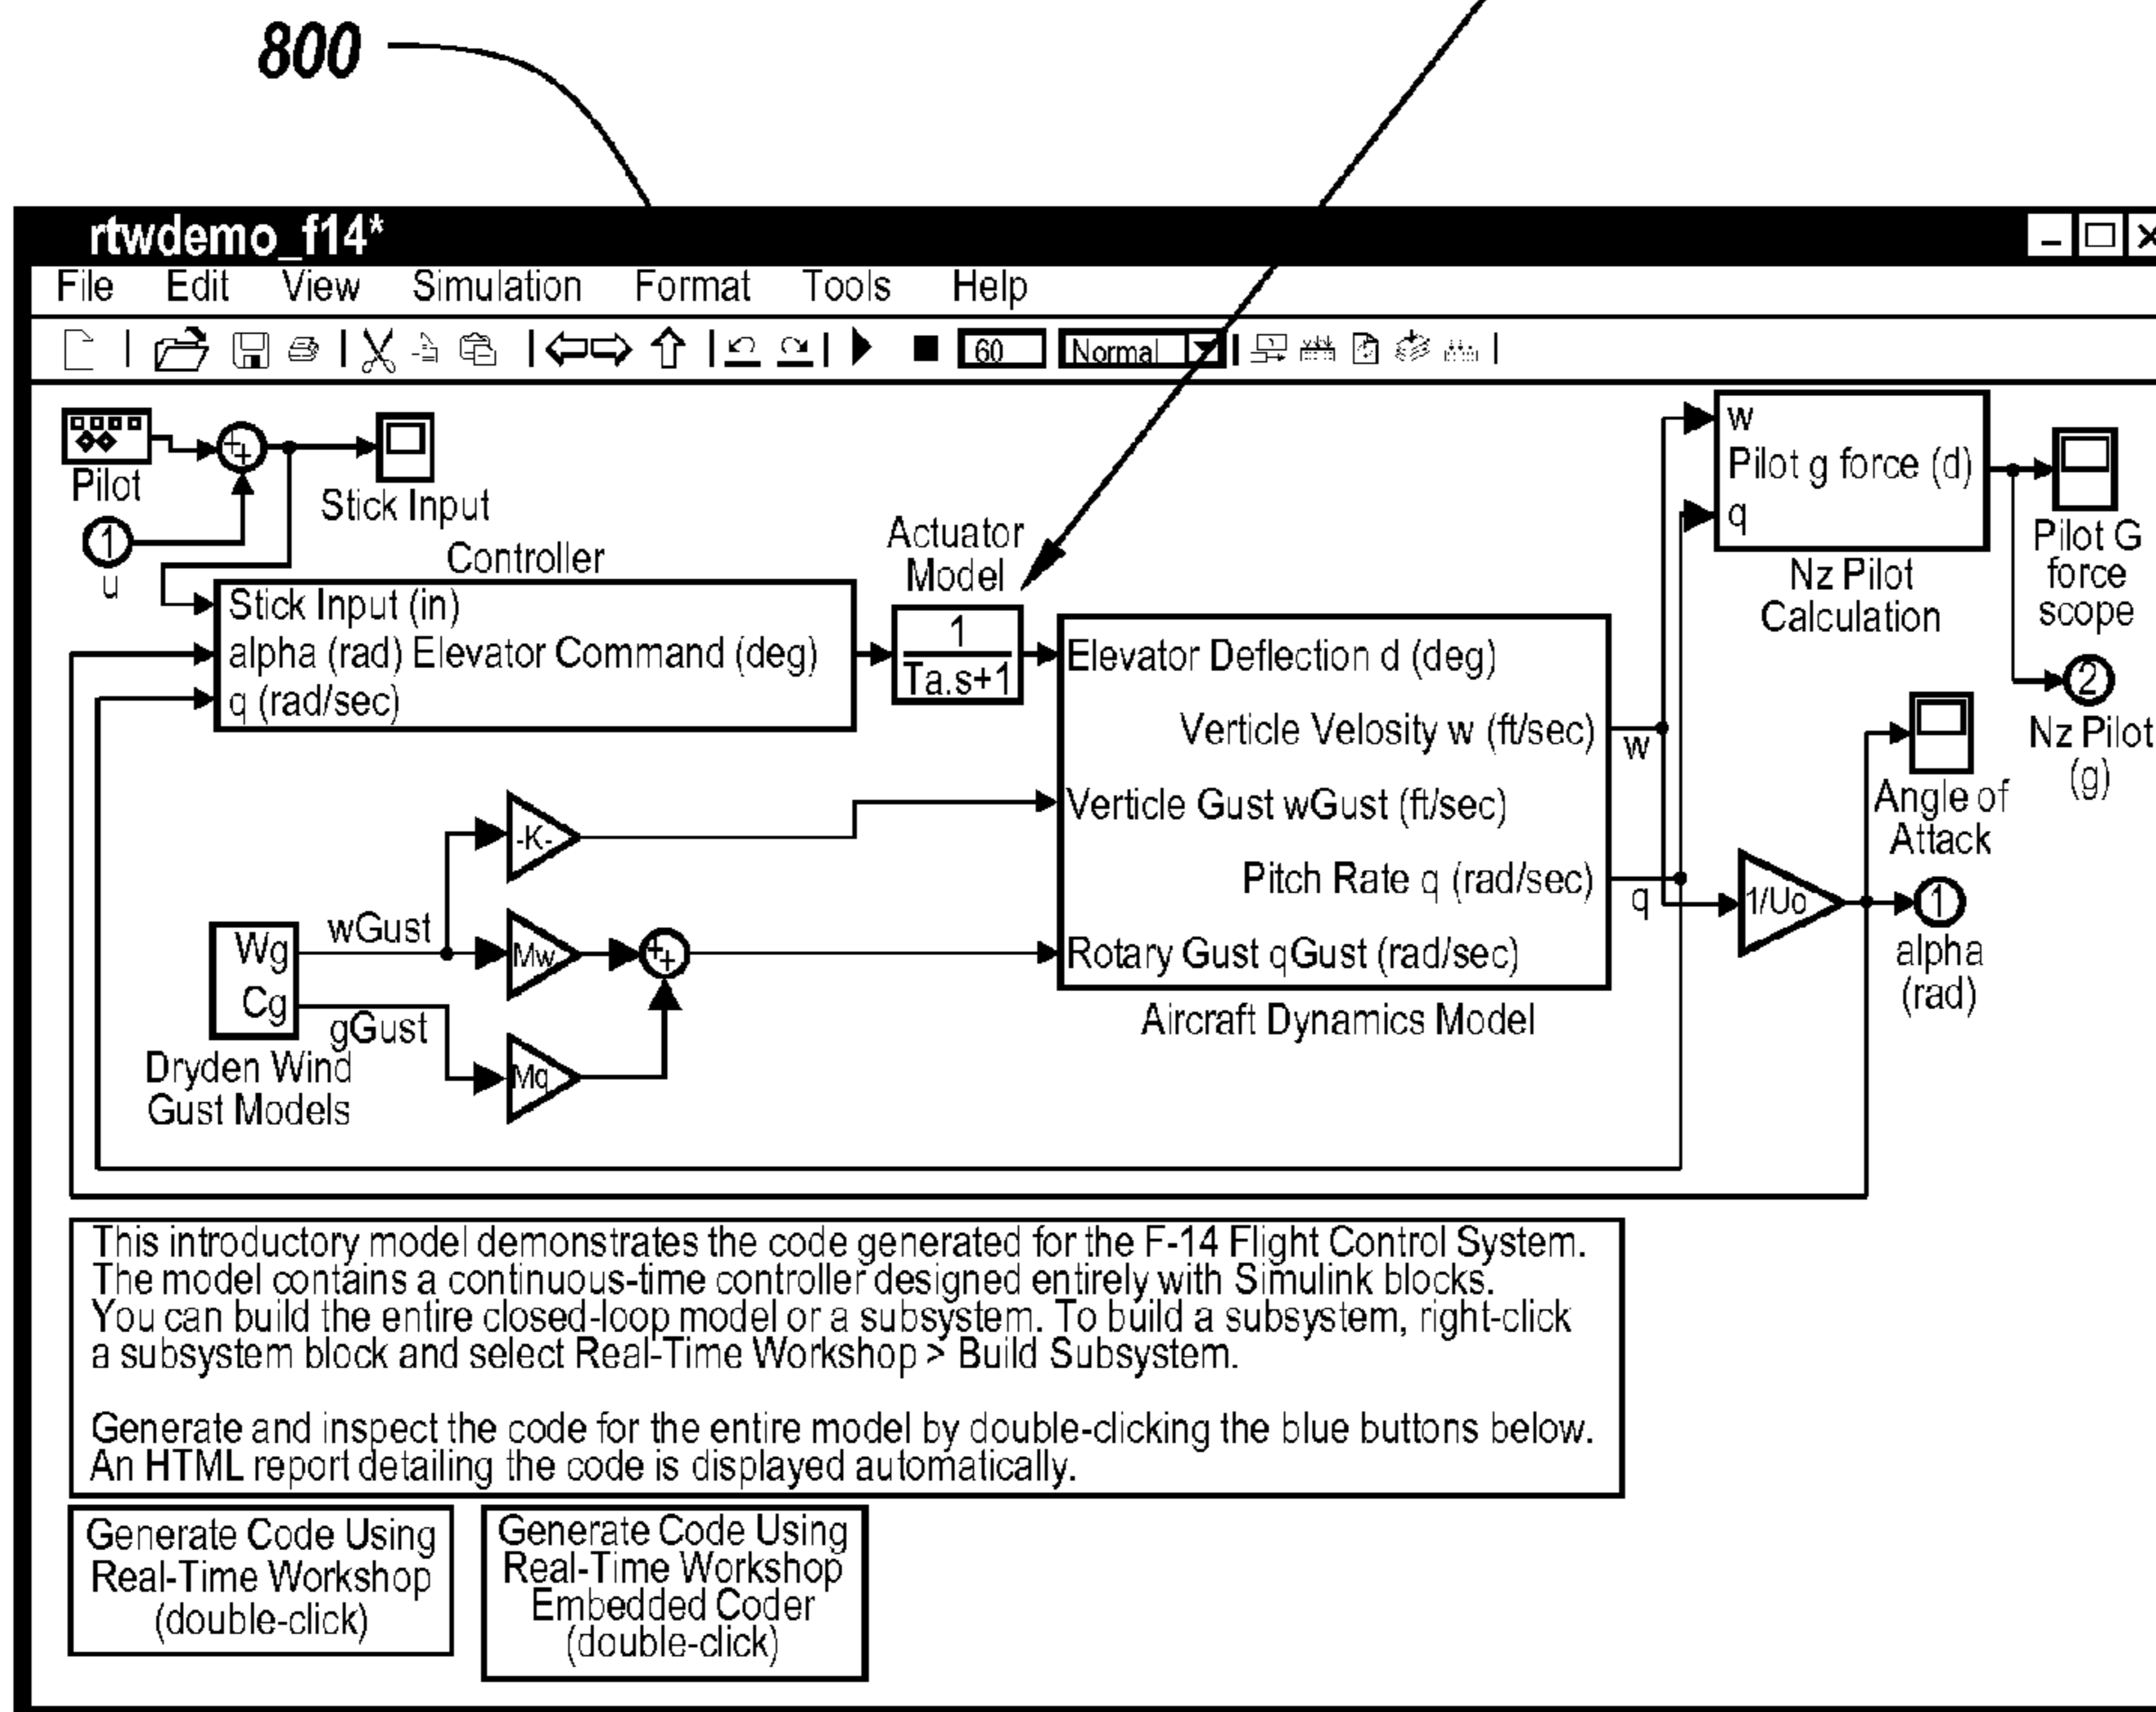 800
rtwdemo_f14*
File Edit View Simulation Format Tools Help
60 Normal
Pilot
Stick Input
1
u
Controller
Stick Input (in)
alpha (rad) Elevator Command (deg)
q (rad/sec)
Actuator
Model
1
Ta.s+1
Elevator Deflection d (deg)
Verticle Velosity w (ft/sec)
Verticle Gust wGust (ft/sec)
Pitch Rate q (rad/sec)
Rotary Gust qGust (rad/sec)
Aircraft Dynamics Model
w
q
w
Pilot g force (d)
q
Nz Pilot
Calculation
Pilot G
force
scope
2
Nz Pilot
(g)
Angle of
Attack
1/Uo
1
alpha
(rad)
-K-
Mw
Mq
Wg
Cg
wGust
gGust
Dryden Wind
Gust Models
This introductory model demonstrates the code generated for the F-14 Flight Control System.
The model contains a continuous-time controller designed entirely with Simulink blocks.
You can build the entire closed-loop model or a subsystem. To build a subsystem, right-click
a subsystem block and select Real-Time Workshop > Build Subsystem.
Generate and inspect the code for the entire model by double-clicking the blue buttons below.
An HTML report detailing the code is displayed automatically.
Generate Code Using
Real-Time Workshop
(double-click)
Generate Code Using
Real-Time Workshop
Embedded Coder
(double-click)